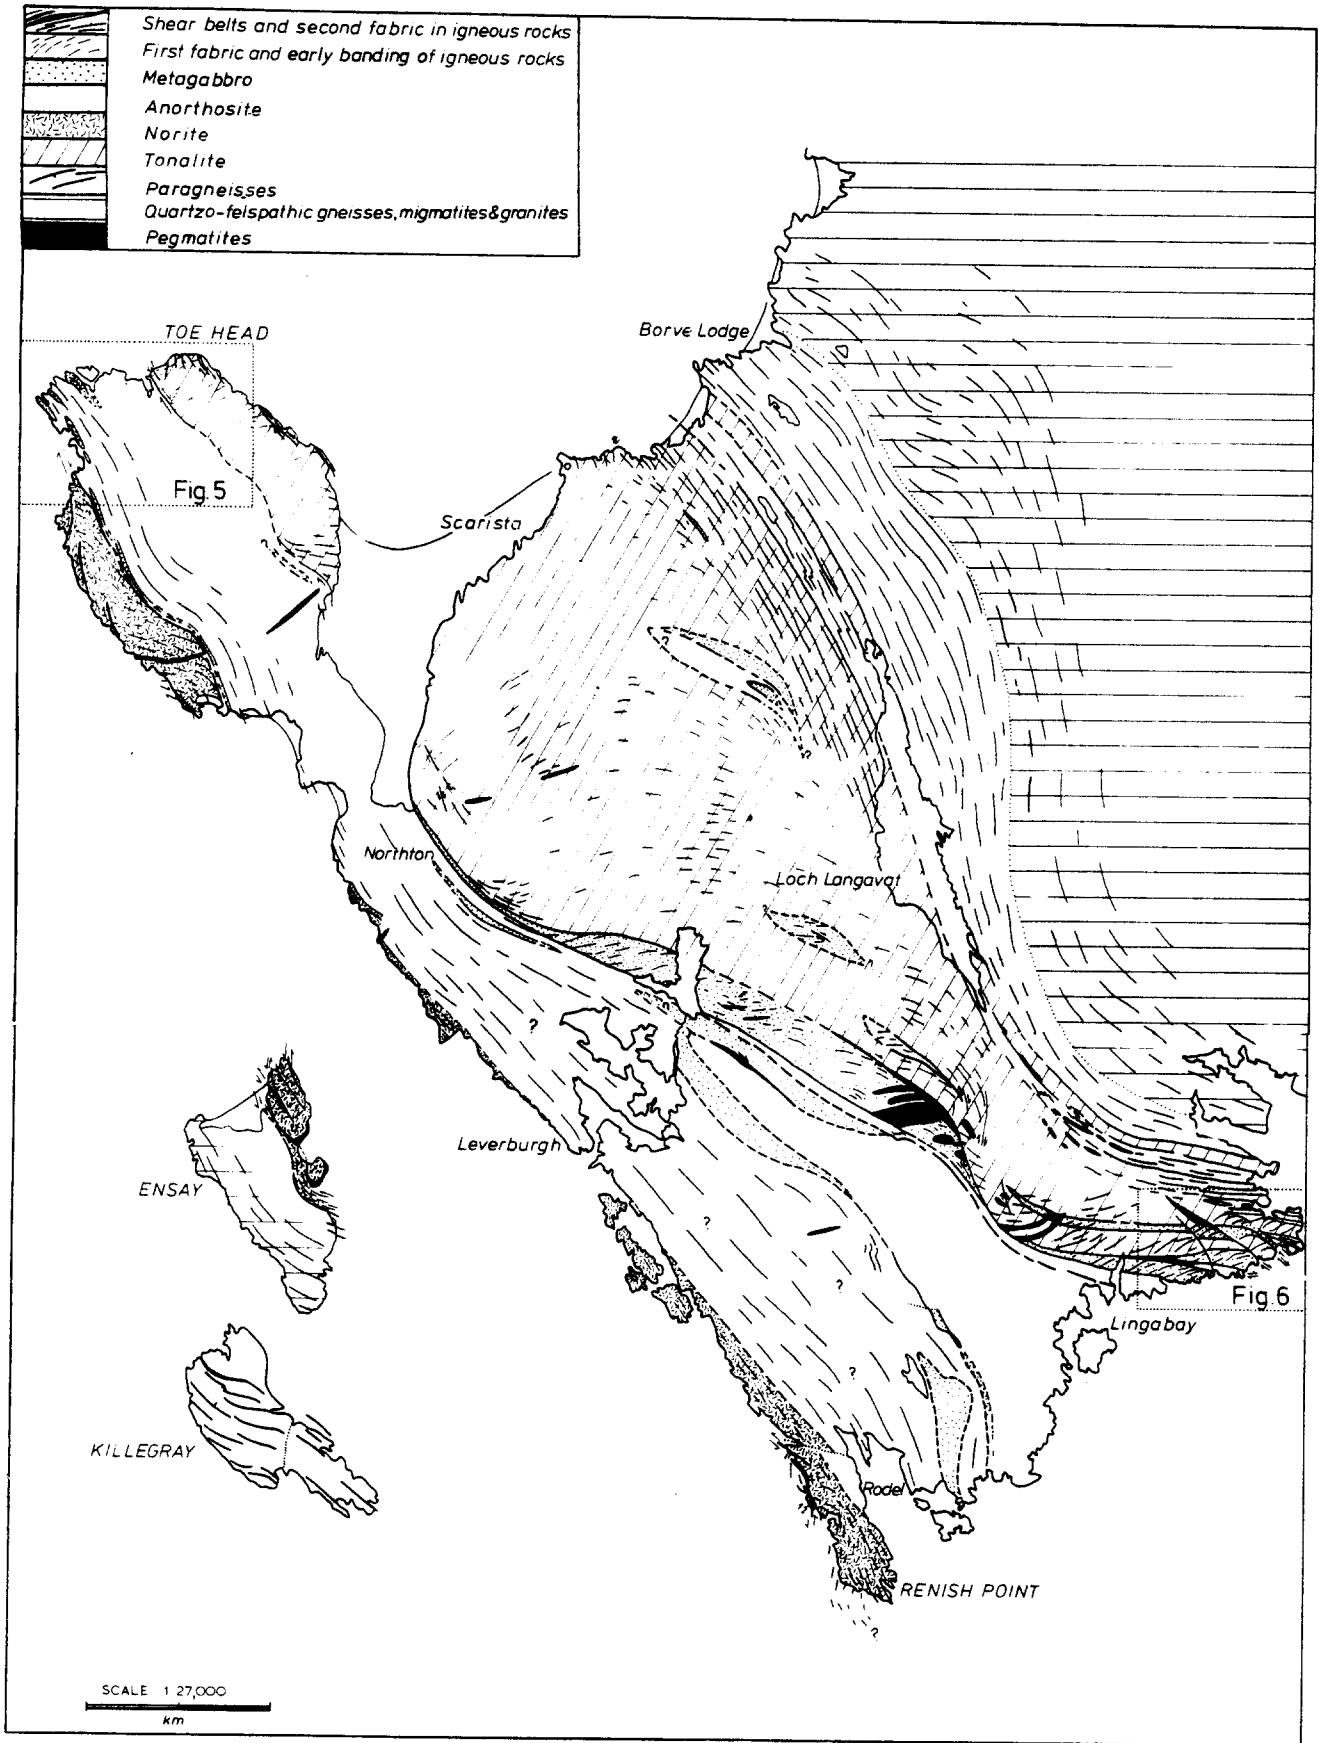 Shear belts and second fabric in igneous rocks
First fabric and early banding of igneous rocks
Metagabbro
Anorthosite
Norite
Tonalite
Paragneisses
Quartzo-felspathic gneisses, migmatites & granites
Pegmatites
TOE HEAD
Borve Lodge
Fig. 5
Scarista
?
?
Northton
Loch Langavat
?
?
Leverburgh
ENSAY
?
?
Fig. 6
Lingabay
?
KILLEGRAY
Rodel
RENISH POINT
?
SCALE 1 27,000
km